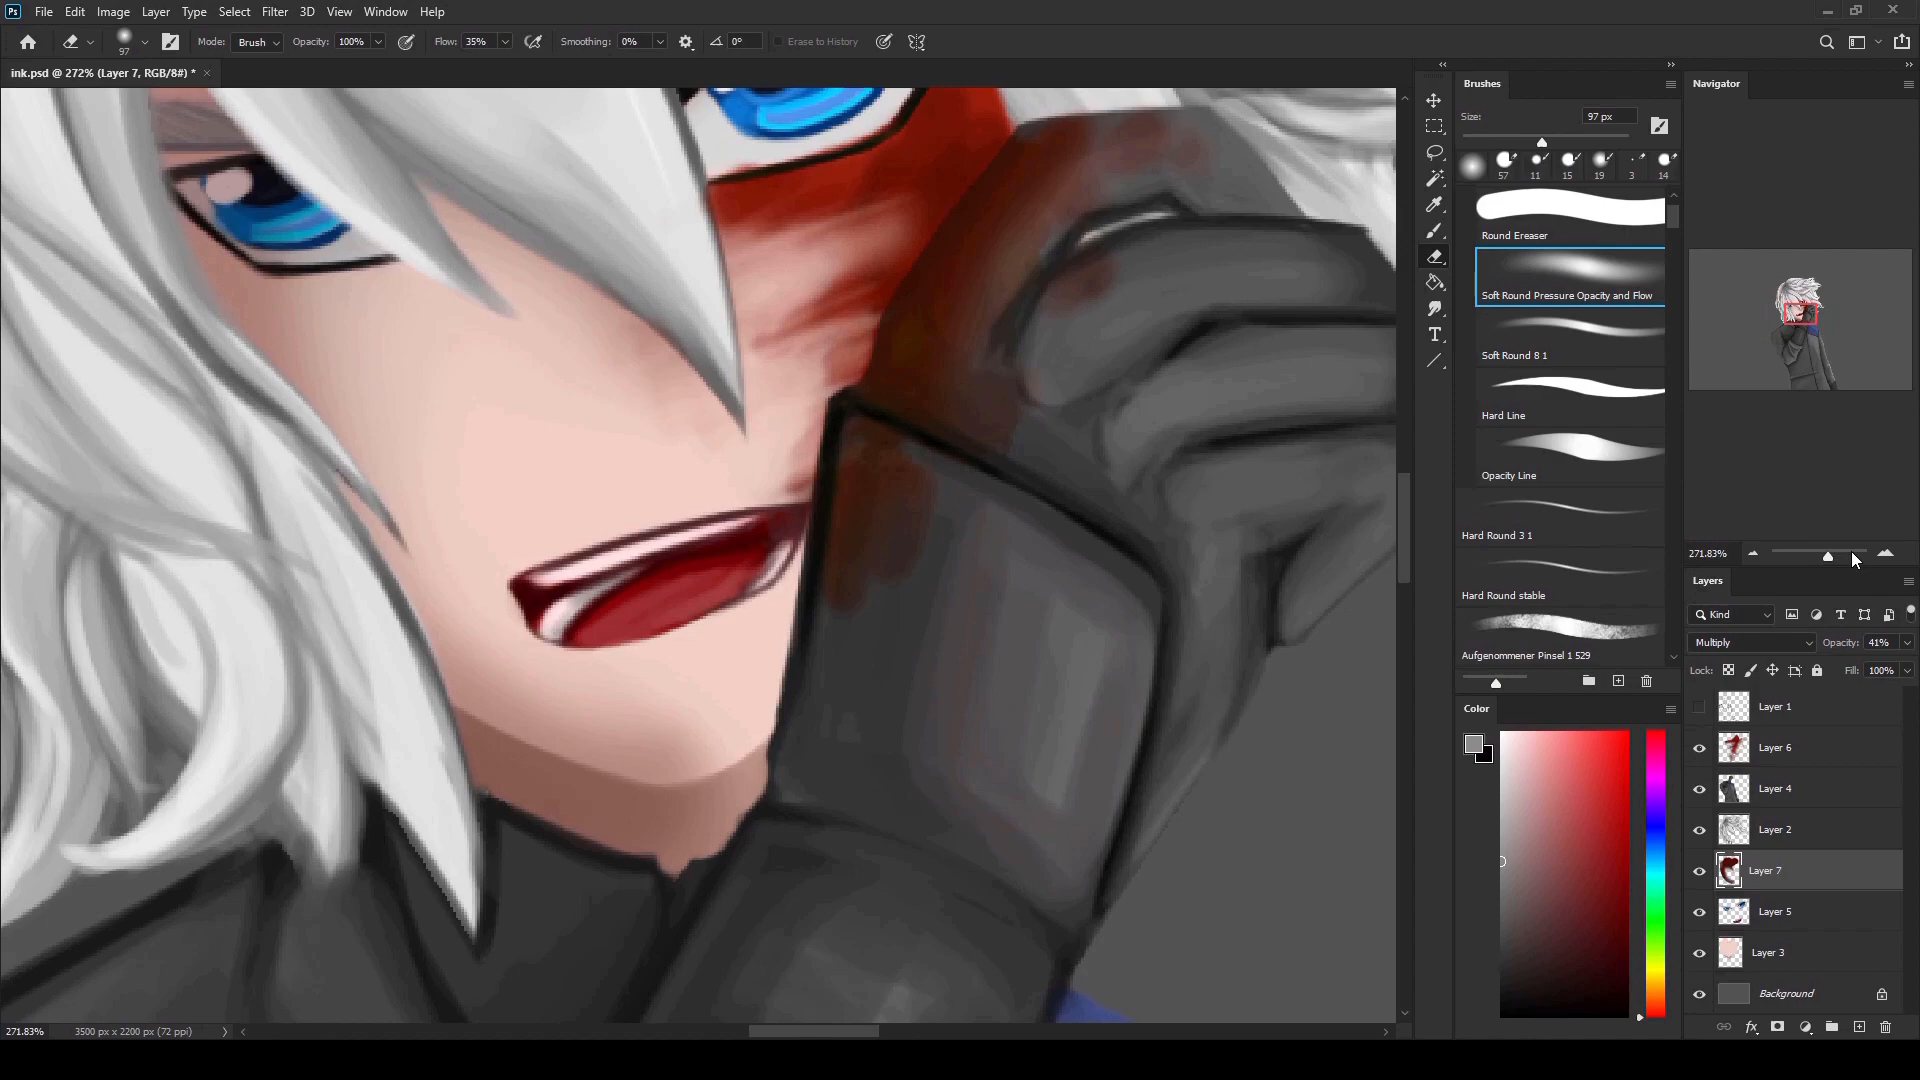 Ps File Edit Image Layer Type Select Filter 3D View Window Help
97 Mode: Brush Opacity: 100% Flow: 35% Smoothing: 0% 0° Erase to History
ink.psd @ 272% (Layer 7, RGB/8#) * ×
Brushes
Size: 97 px
57 11 15 19 3 14
Round Ereaser
Soft Round Pressure Opacity and Flow
Soft Round 8 1
Hard Line
Opacity Line
Hard Round 3 1
Hard Round stable
Aufgenommener Pinsel 1 529
Color
Navigator
271.83%
Layers
Kind
Multiply Opacity: 41%
Lock: Fill: 100%
Layer 1
Layer 6
Layer 4
Layer 2
Layer 7
Layer 5
Layer 3
Background
271.83% 3500 px x 2200 px (72 ppi)